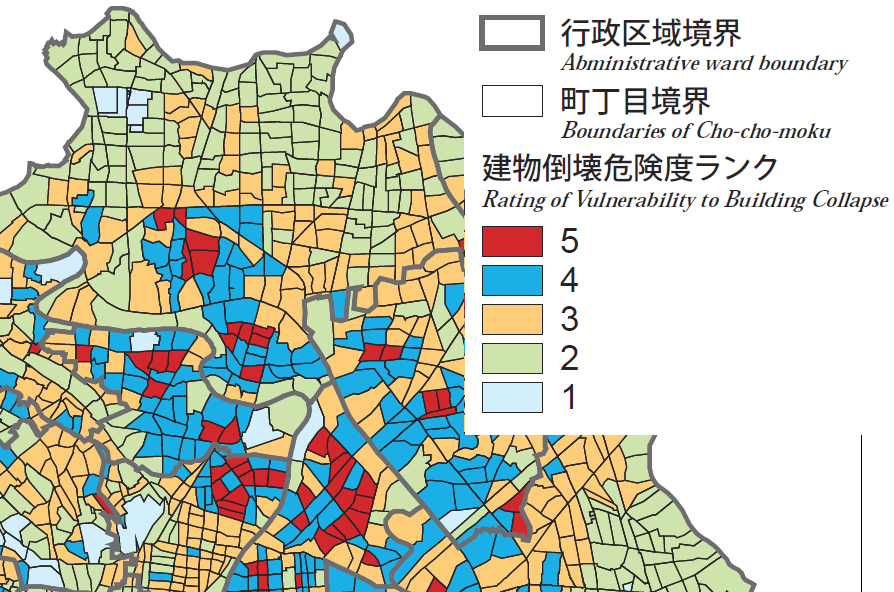 行政区域境界
Abministrative ward boundary
町丁目境界
Boundaries of Cho-cho-moku
建物倒壊危険度ランク
Rating of Vulnerability to Building Collapse
5
4
3
2
1